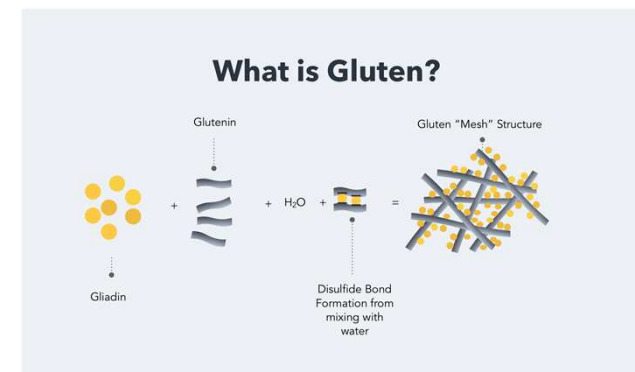 What is Gluten?
Glutenin
Gluten “Mesh” Structure
+
+ H₂O +
=
Gliadin
Disulfide Bond
Formation from
mixing with
water